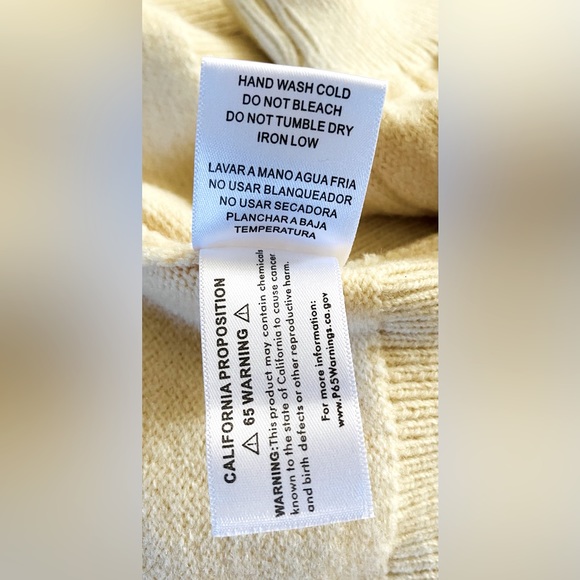 HAND WASH COLD
DO NOT BLEACH
DO NOT TUMBLE DRY
IRON LOW
LAVAR A MANO AGUA FRIA
NO USAR BLANQUEADOR
NO USAR SECADORA
PLANCHAR A BAJA
TEMPERATURA
CALIFORNIA PROPOSITION
⚠ 65 WARNING ⚠
WARNING:This product may contain chemicals
known to the state of California to cause cancer
and birth defects or other reproductive harm.
For more information:
www.P65Warnings.ca.gov